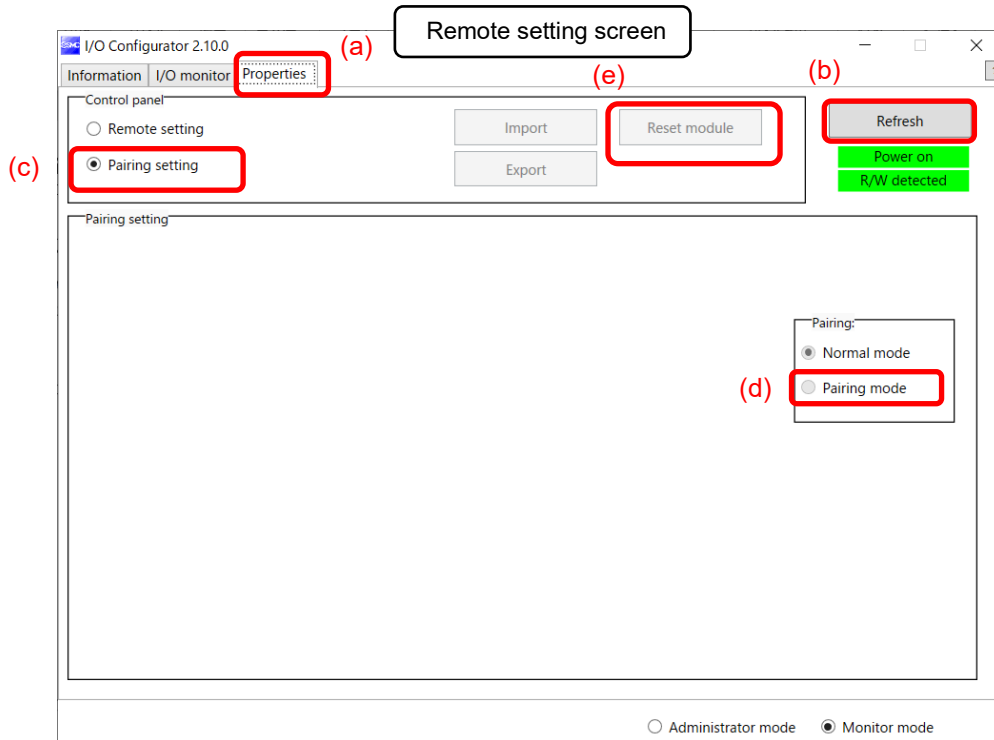 Remote setting screen
I/O Configurator 2.10.0
(a)
Information I/O monitor Properties
(e)
(b)
Control panel
Remote setting
Import
Reset module
Refresh
(c)
Pairing setting
Export
Power on
R/W detected
Pairing setting
Pairing:
Normal mode
(d)
Pairing mode
Administrator mode Monitor mode